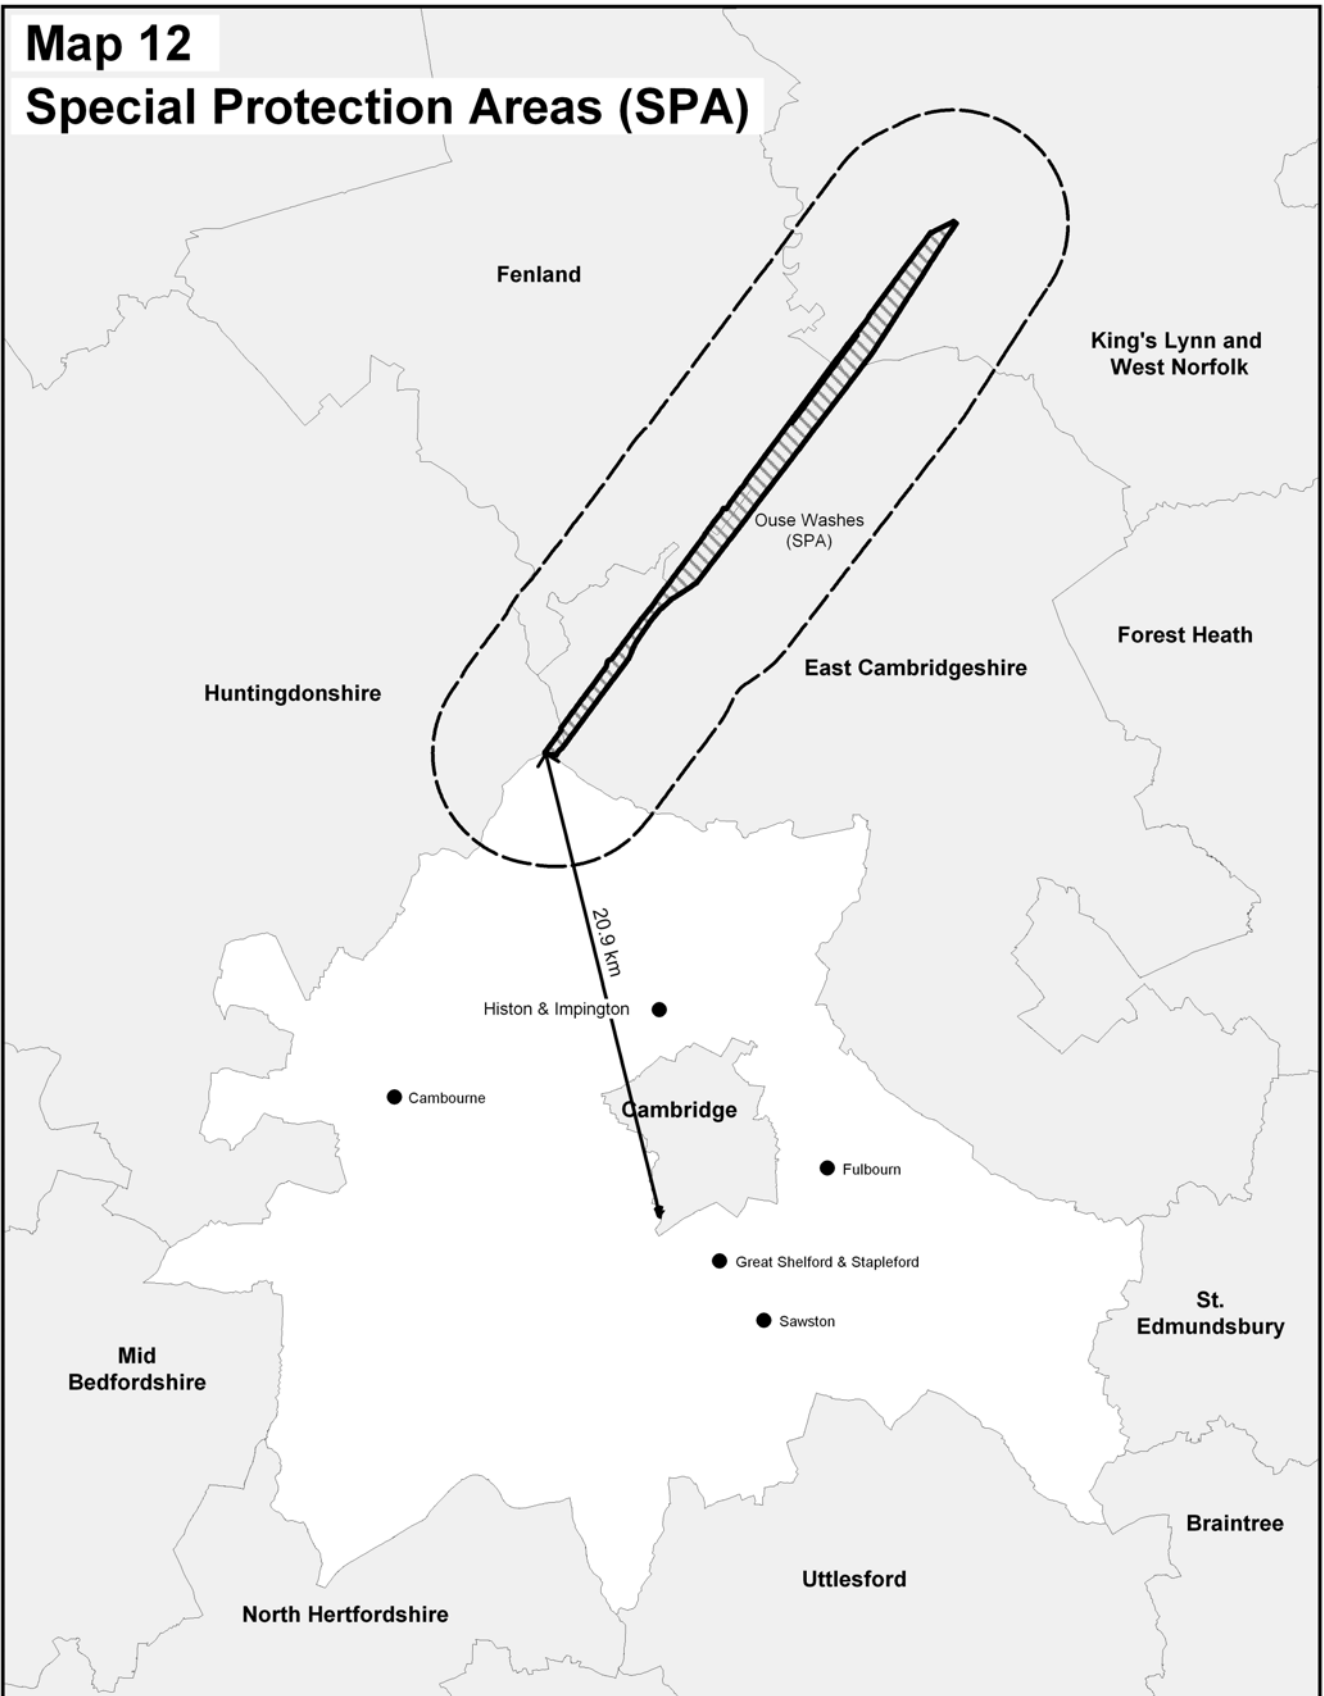 Map 12
Special Protection Areas (SPA)
Fenland
King's Lynn and
West Norfolk
Ouse Washes
(SPA)
Forest Heath
East Cambridgeshire
Huntingdonshire
20.9 km
Histon & Impington
Cambourne
Cambridge
Fulbourn
Great Shelford & Stapleford
Sawston
St.
Edmundsbury
Mid
Bedfordshire
Braintree
Uttlesford
North Hertfordshire